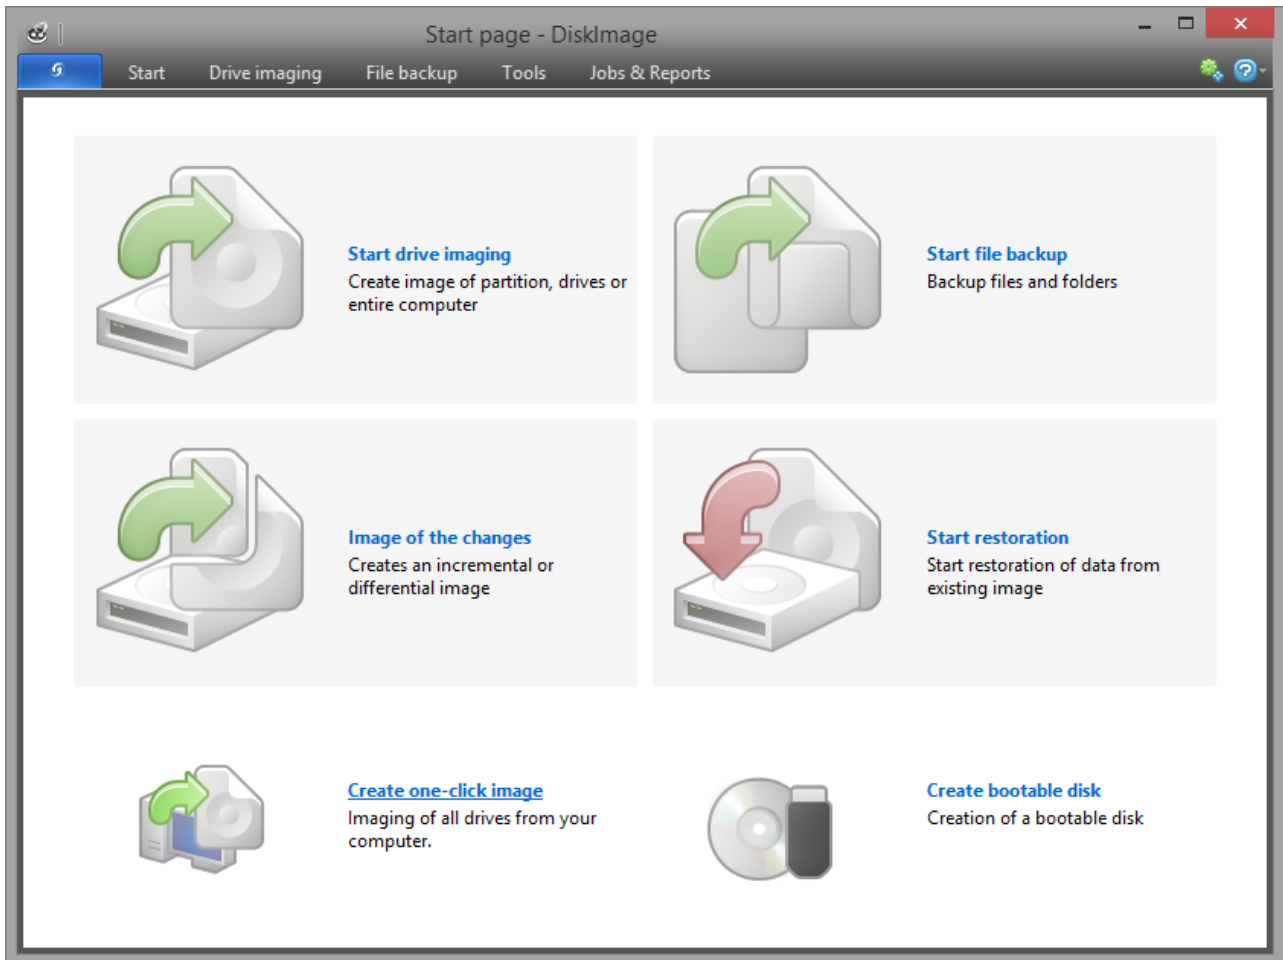 Start page - DiskImage
Start Drive imaging File backup Tools Jobs & Reports
Start drive imaging
Create image of partition, drives or
entire computer
Start file backup
Backup files and folders
Image of the changes
Creates an incremental or
differential image
Start restoration
Start restoration of data from
existing image
Create one-click image
Imaging of all drives from your
computer.
Create bootable disk
Creation of a bootable disk